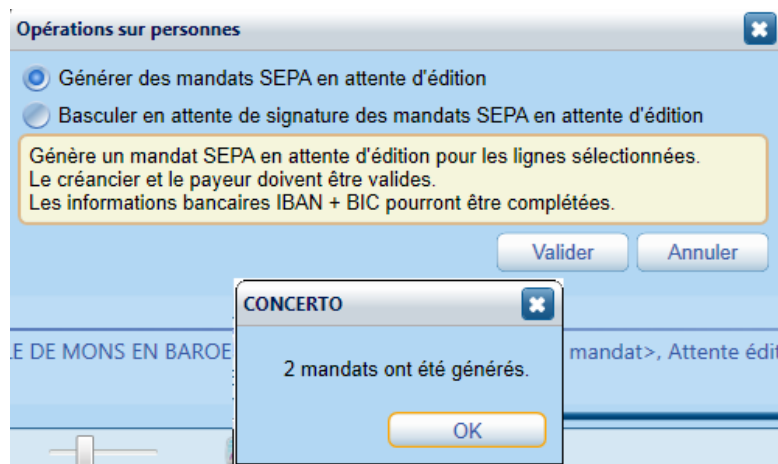 Opérations sur personnes
Générer des mandats SEPA en attente d'édition
Basculer en attente de signature des mandats SEPA en attente d'édition
Génère un mandat SEPA en attente d'édition pour les lignes sélectionnées.
Le créancier et le payeur doivent être valides.
Les informations bancaires IBAN + BIC pourront être complétées.
Valider Annuler
CONCERTO
LE DE MONS EN BAROE mandat>, Attente édit
2 mandats ont été générés.
OK